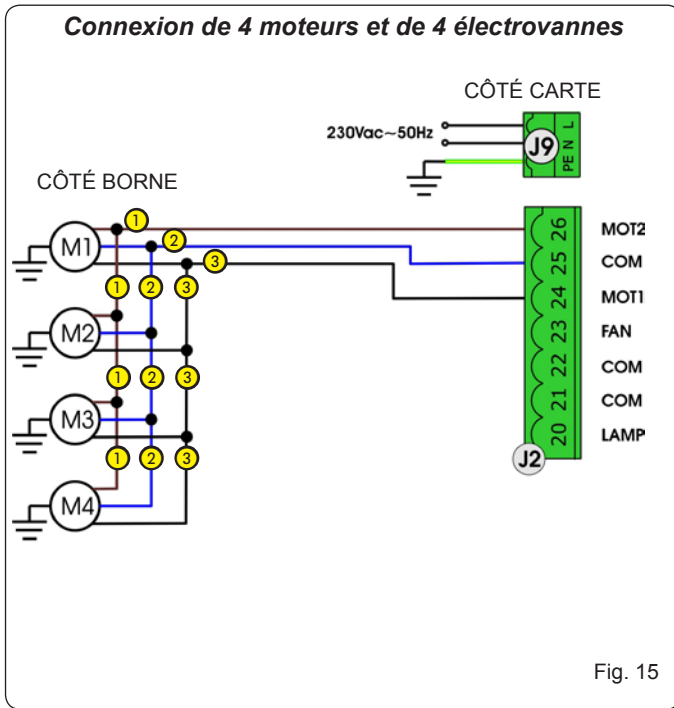 Connexion de 4 moteurs et de 4 électrovannes
CÔTÉ CARTE
230Vac~50Hz
J9
L
N
PE
CÔTÉ BORNE
1
2
3
M1
26
MOT2
25
COM
24
MOT1
1
2
3
M2
23
FAN
22
COM
1
2
3
M3
21
COM
20
LAMP
1
2
3
J2
M4
Fig. 15